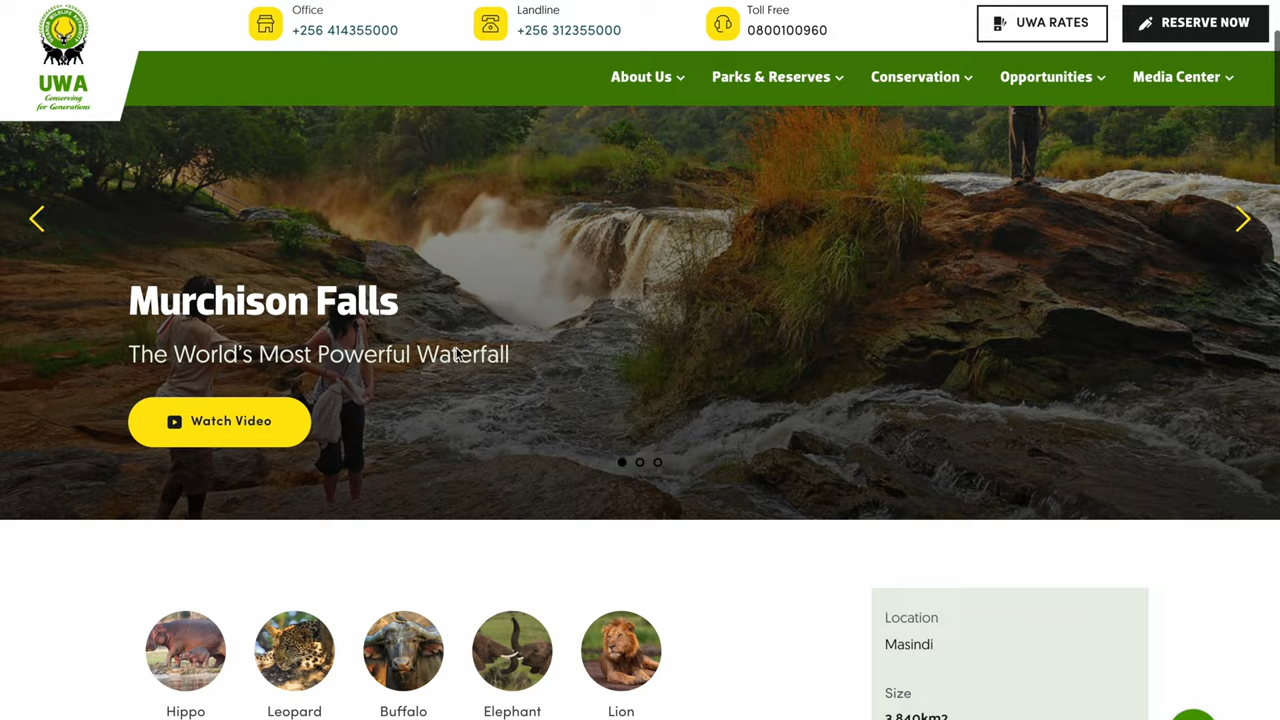 UWA
Conserving
for Generations
Office
+256 414355000
Landline
+256 312355000
Toll Free
0800100960
UWA RATES
RESERVE NOW
About Us
Parks & Reserves
Conservation
Opportunities
Media Center
Murchison Falls
The World's Most Powerful Waterfall
Watch Video
Hippo
Leopard
Buffalo
Elephant
Lion
Location
Masindi
Size
3,840km2